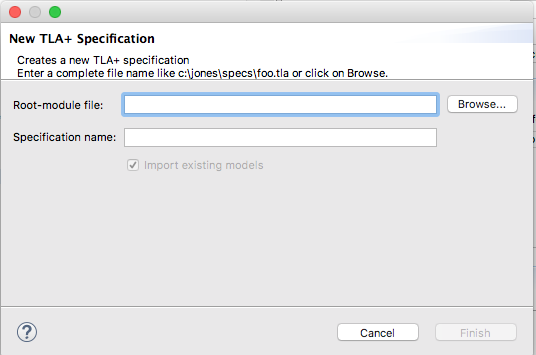 New TLA+ Specification
Creates a new TLA+ specification
Enter a complete file name like c:\jones\specs\foo.tla or click on Browse.
Root-module file:
Browse...
Specification name:
Import existing models
?
Cancel
Finish